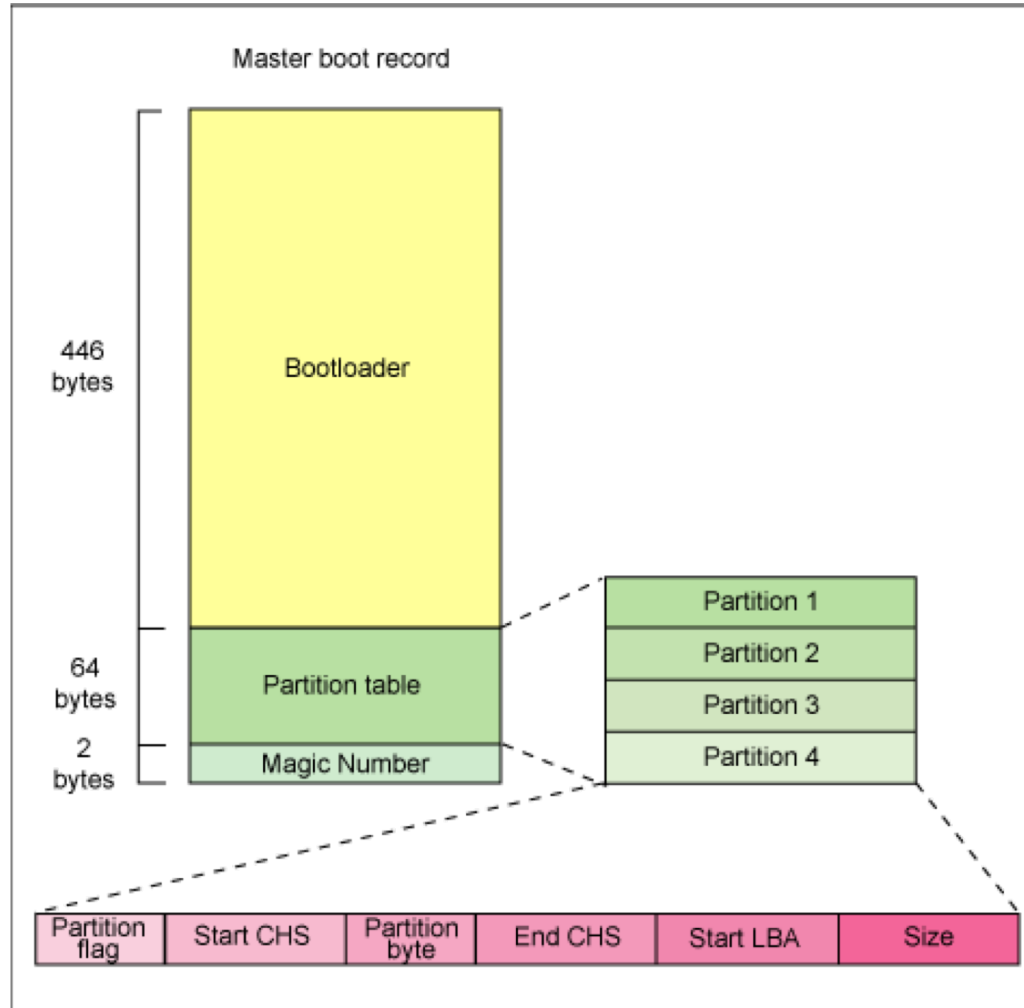 Master boot record
446
bytes
Bootloader
64
bytes
Partition table
2
bytes
Magic Number
Partition 1
Partition 2
Partition 3
Partition 4
Partition
flag
Start CHS
Partition
byte
End CHS
Start LBA
Size